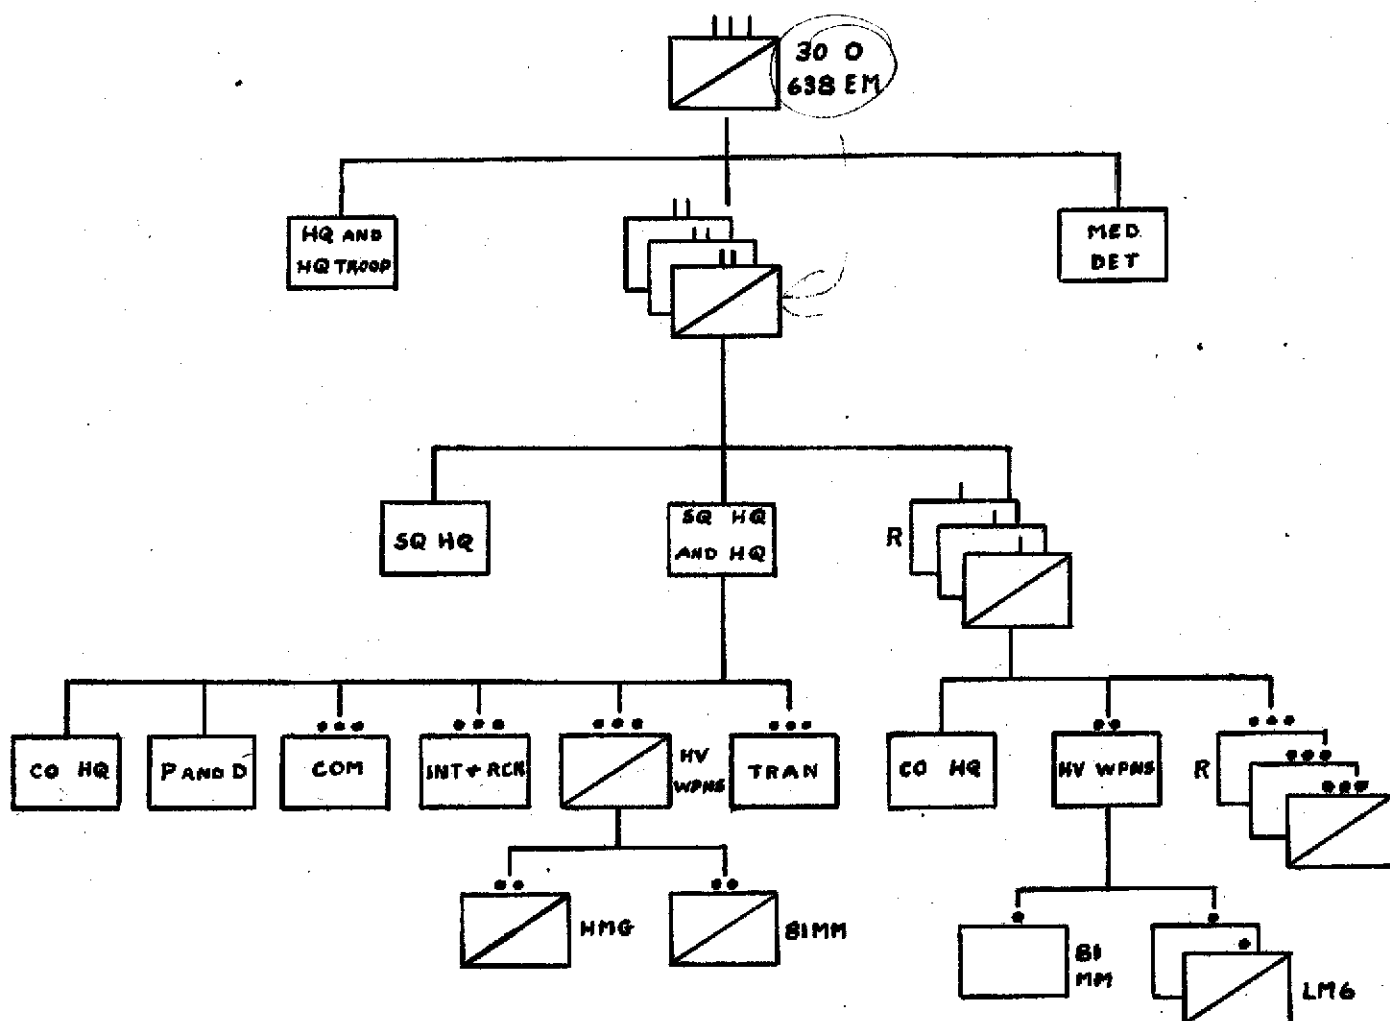 30 O
638 EM
HQ AND
HQ TROOP
MED.
DET
SQ HQ
SQ HQ
AND HQ
R
CO HQ
P AND D
COM
INT + RCN
HV
WPNS
TRAN
CO HQ
HV WPNS
R
HMG
81MM
81
MM
LMG